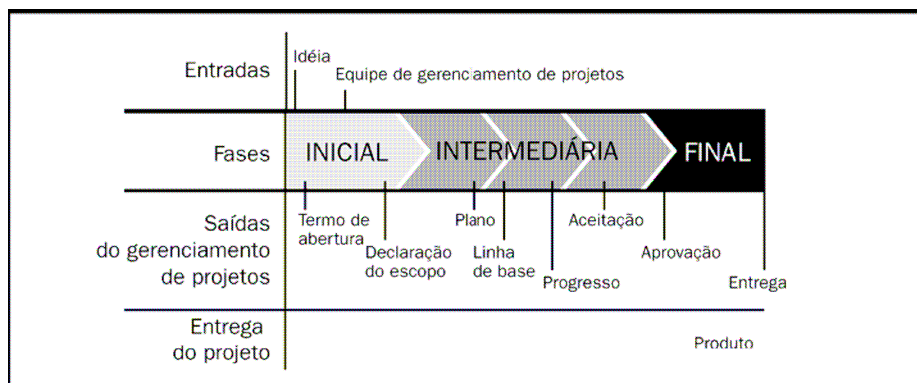 Idéia
Entradas
Equipe de gerenciamento de projetos
Fases
INICIAL
INTERMEDIÁRIA
FINAL
Saídas
do gerenciamento
de projetos
Termo de
abertura
Declaração
do escopo
Plano
Linha
de base
Progresso
Aceitação
Aprovação
Entrega
Entrega
do projeto
Produto